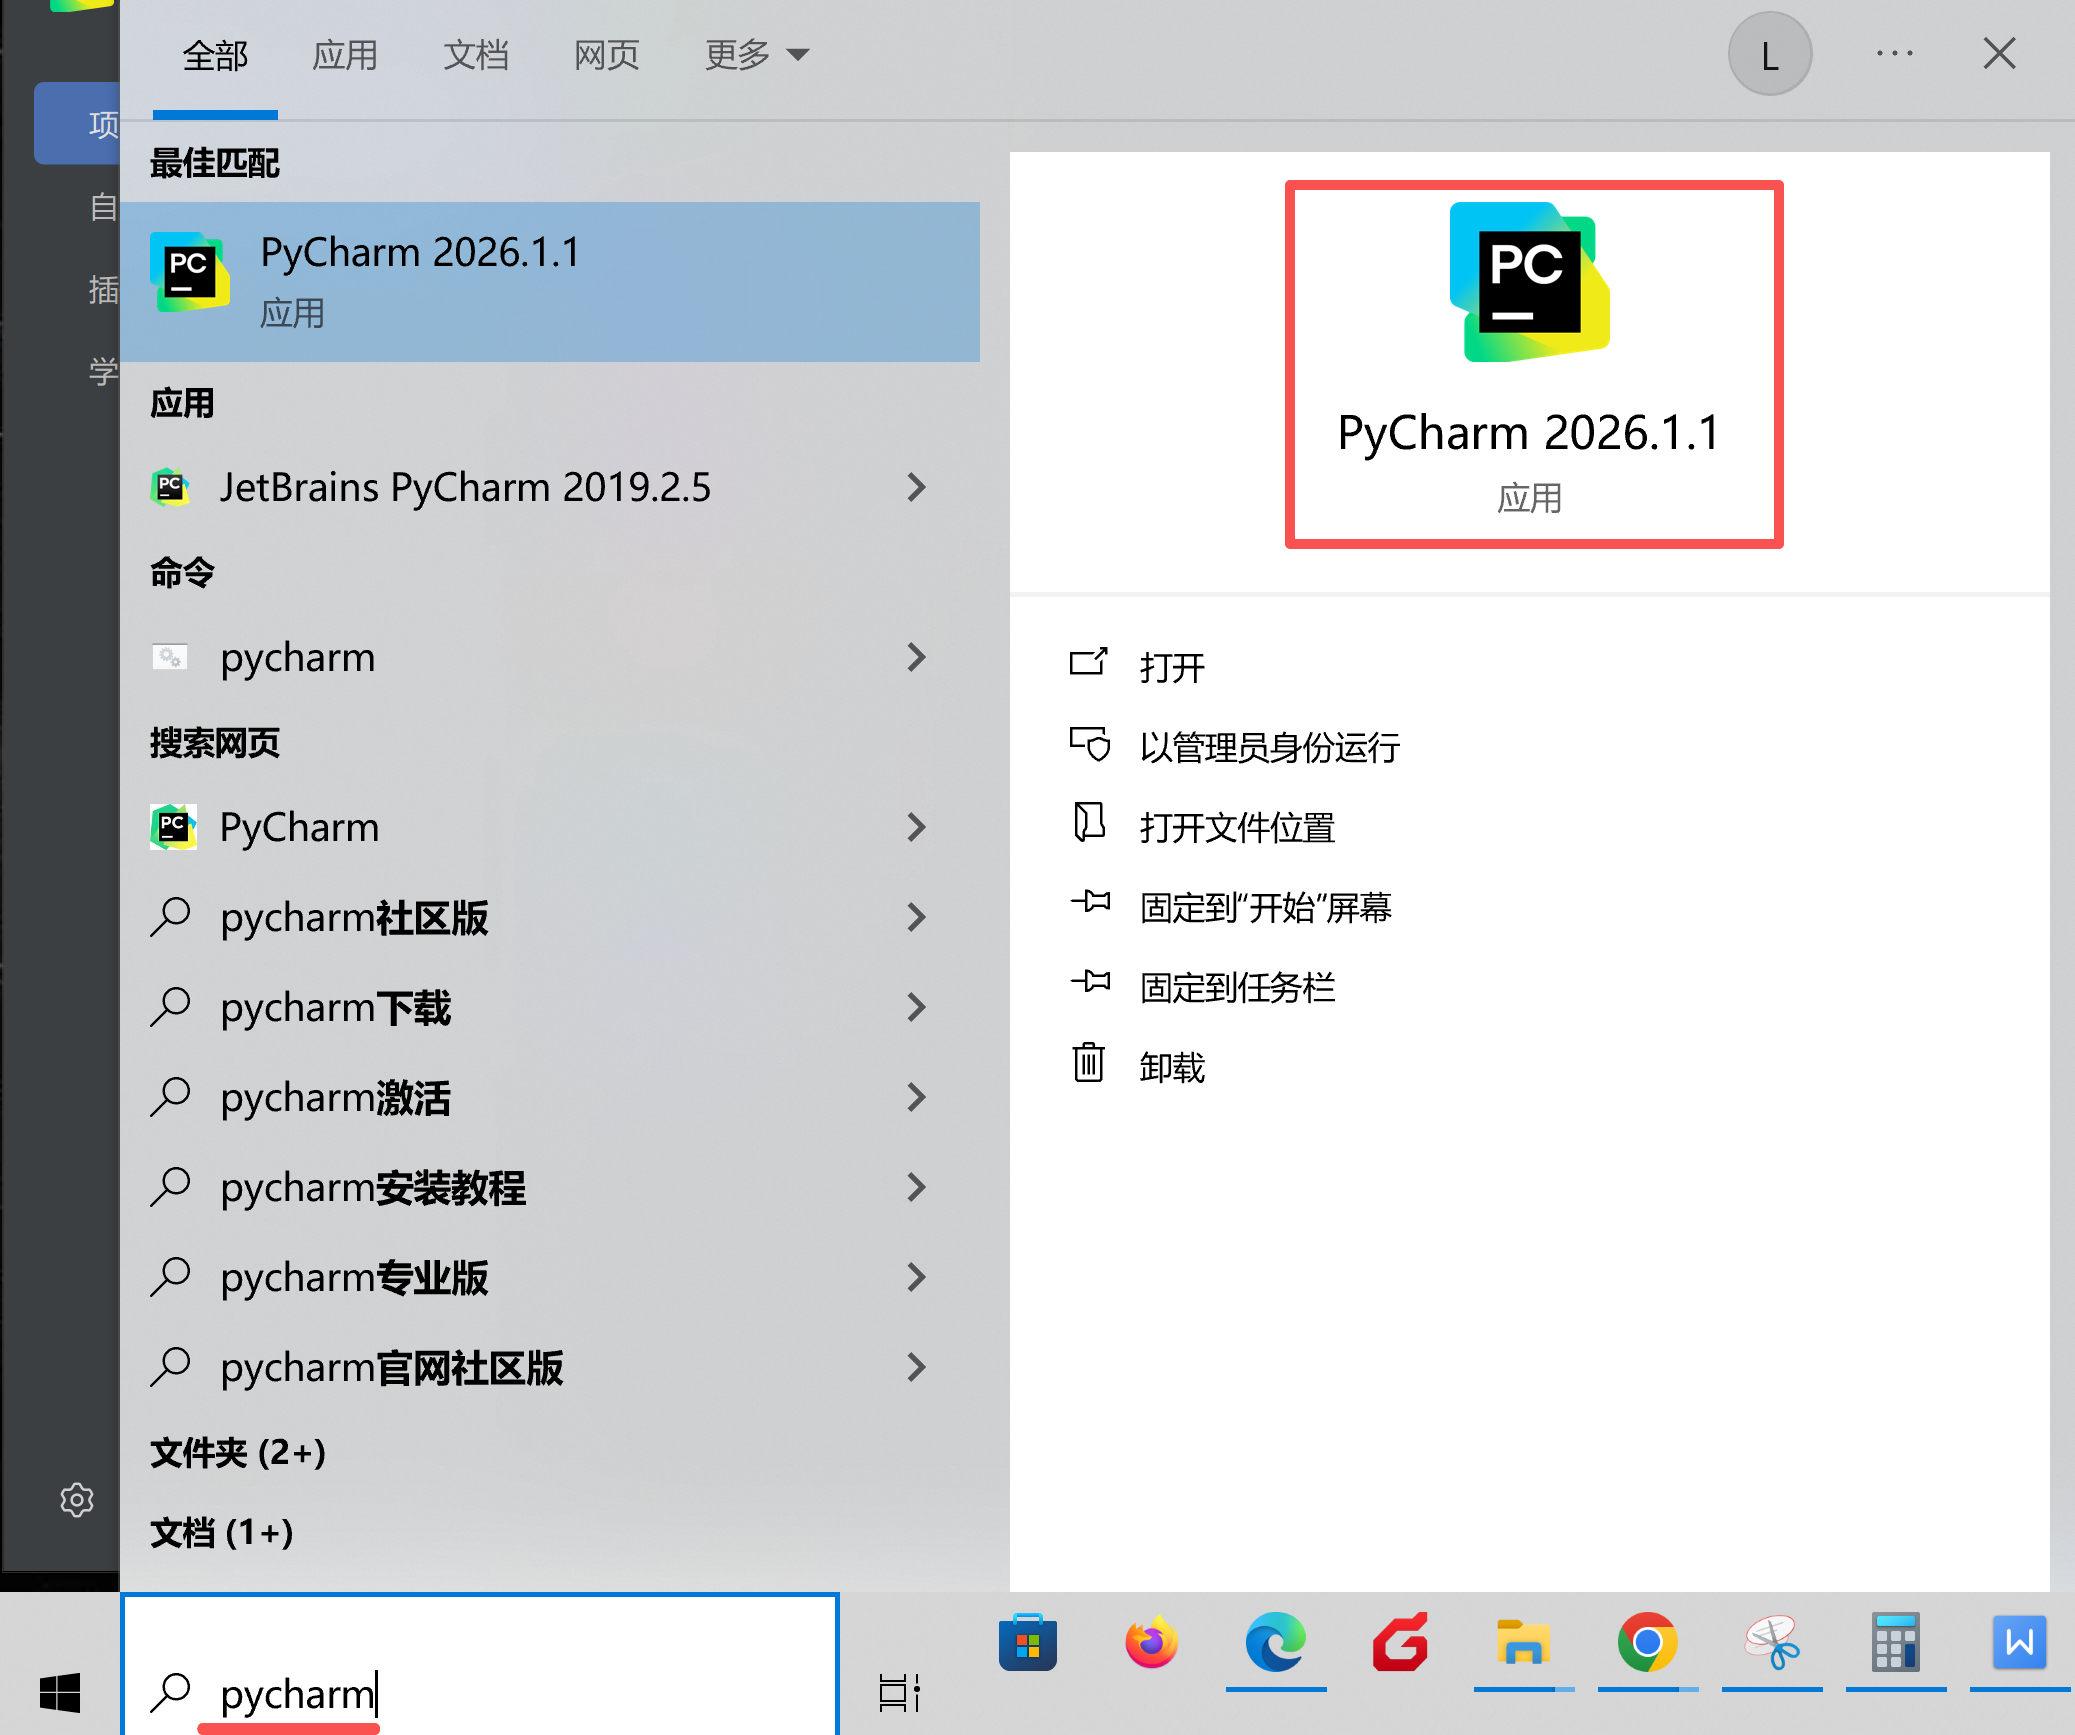 全部 应用 文档 网页 更多
L
项
自
插
学
最佳匹配
PC
PyCharm 2026.1.1
应用
应用
PC
JetBrains PyCharm 2019.2.5
命令
pycharm
搜索网页
PC
PyCharm
pycharm社区版
pycharm下载
pycharm激活
pycharm安装教程
pycharm专业版
pycharm官网社区版
文件夹 (2+)
文档 (1+)
PC
PyCharm 2026.1.1
应用
打开
以管理员身份运行
打开文件位置
固定到“开始”屏幕
固定到任务栏
卸载
pycharm